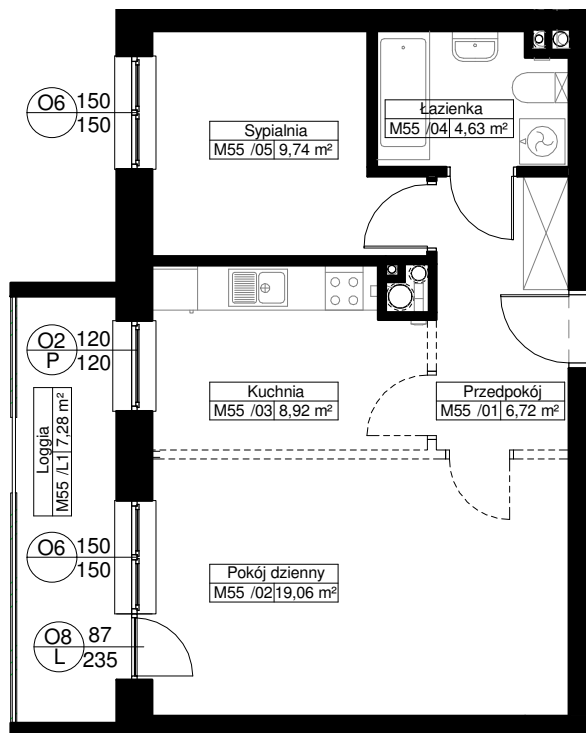 O6 150
150
Sypialnia
M55 /05 9,74 m²
Łazienka
M55 /04 4,63 m²
O2 120
P 120
Loggia
M55 /L1 7,28 m²
Kuchnia
M55 /03 8,92 m²
Przedpokój
M55 /01 6,72 m²
O6 150
150
Pokój dzienny
M55 /02 19,06 m²
O8 87
L 235